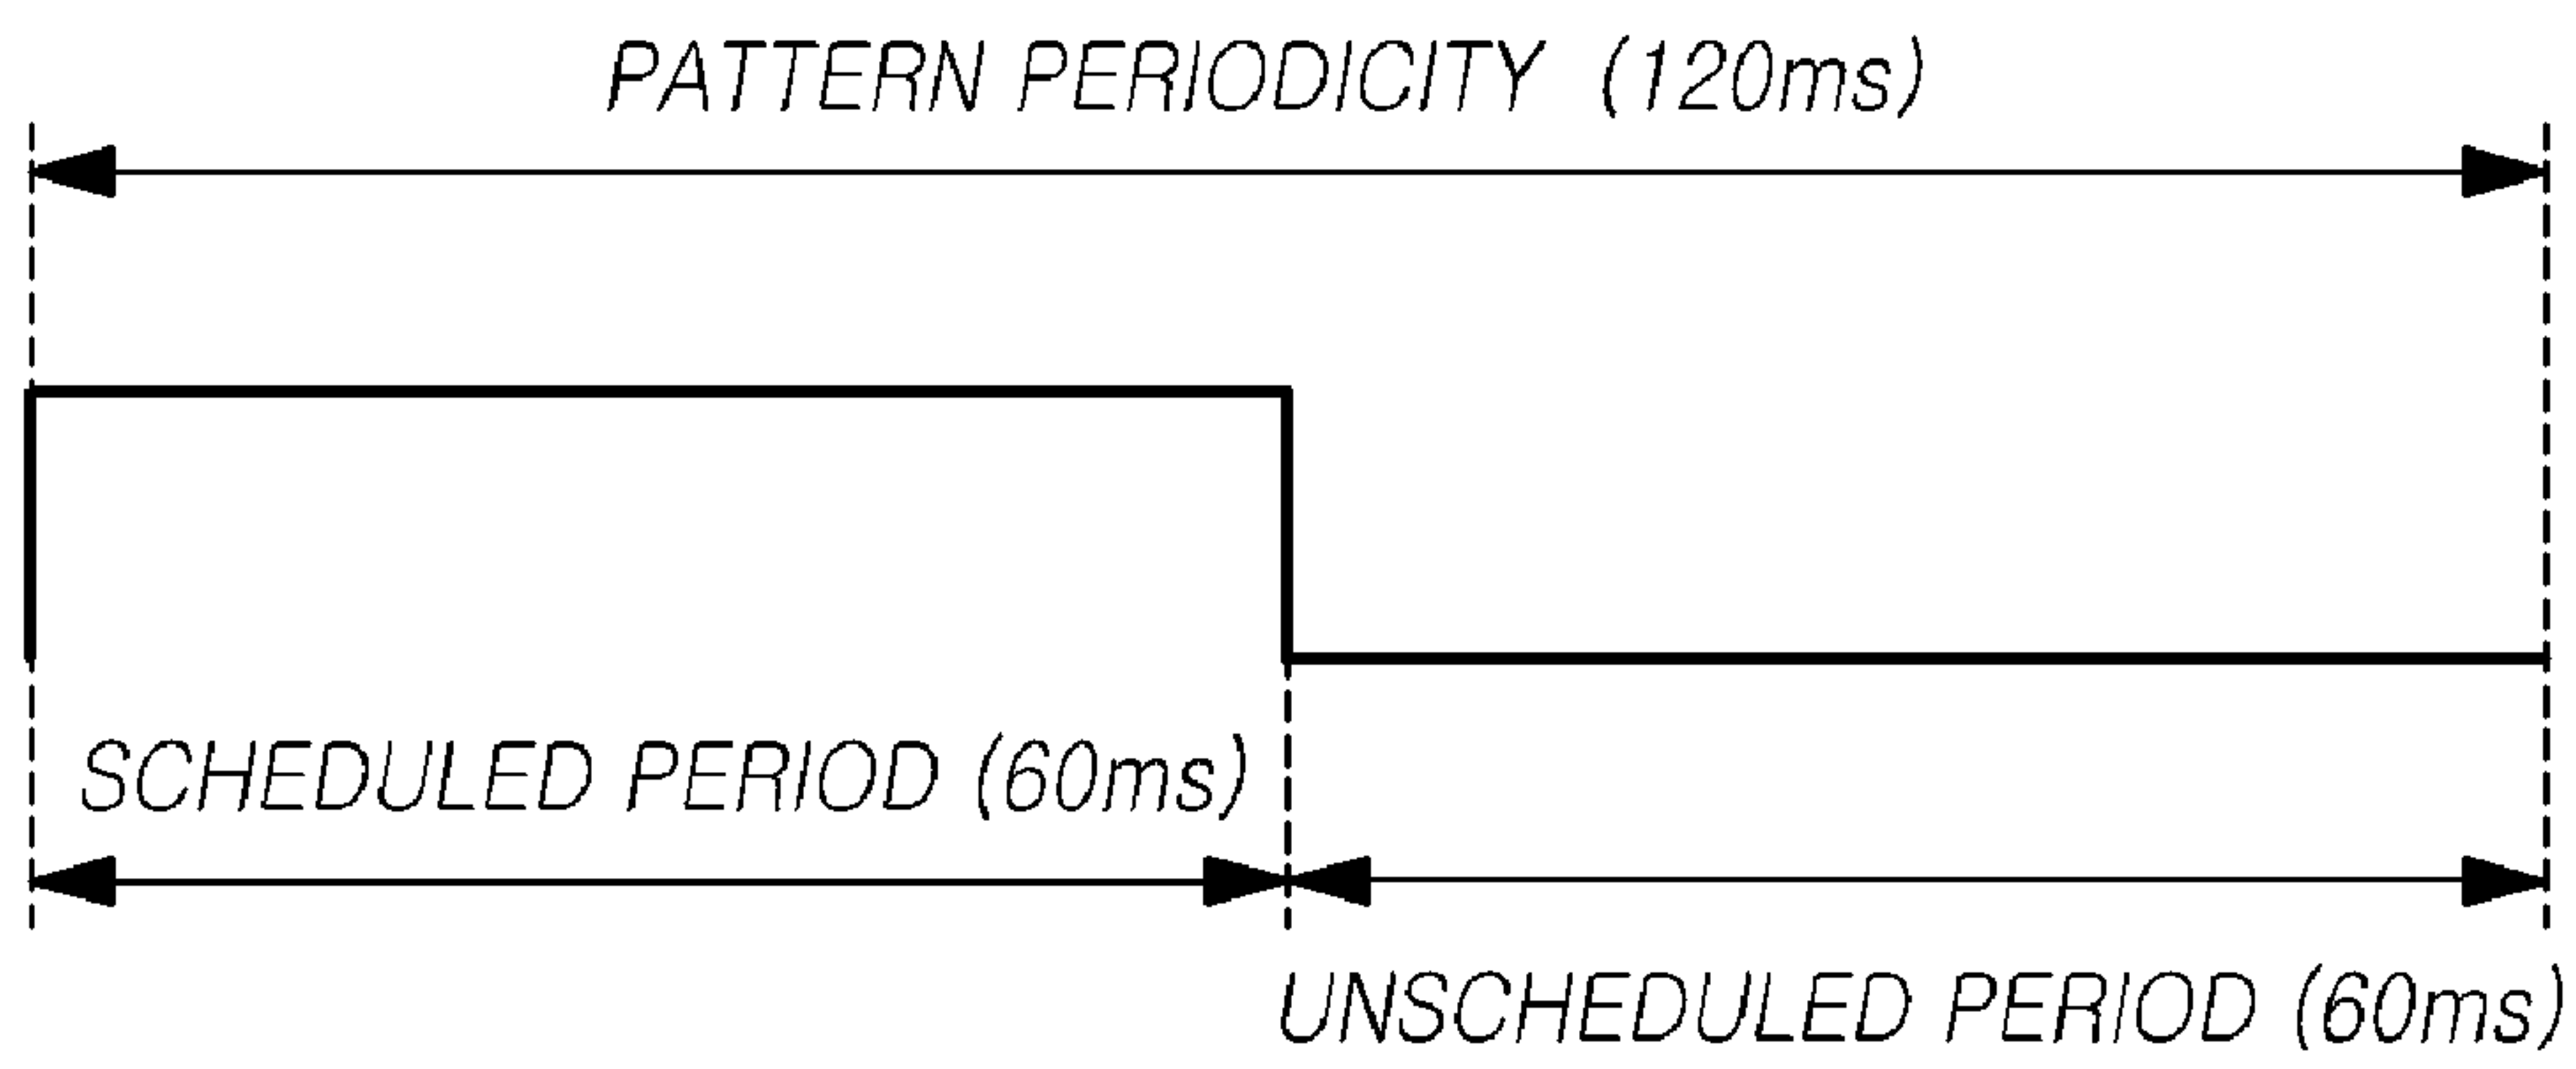 PATTERN PERIODICITY (120ms)
SCHEDULED PERIOD (60ms)
UNSCHEDULED PERIOD (60ms)